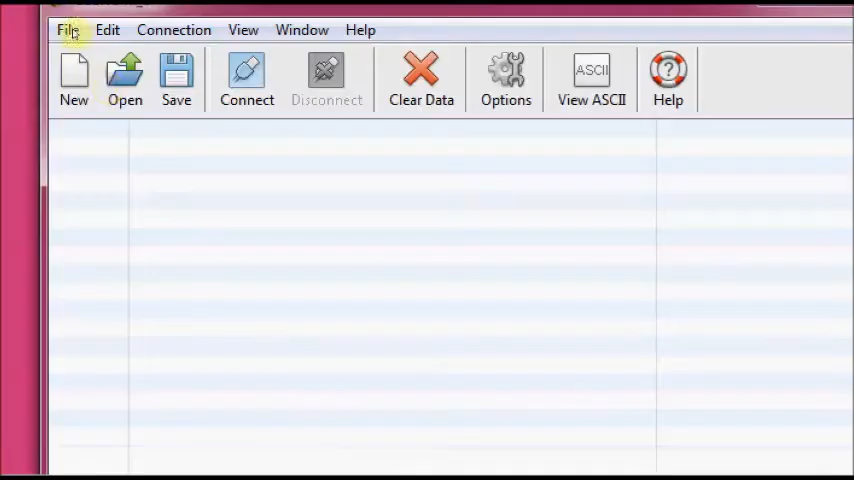 File Edit Connection View Window Help
New Open Save Connect Disconnect Clear Data Options ASCII View ASCII Help